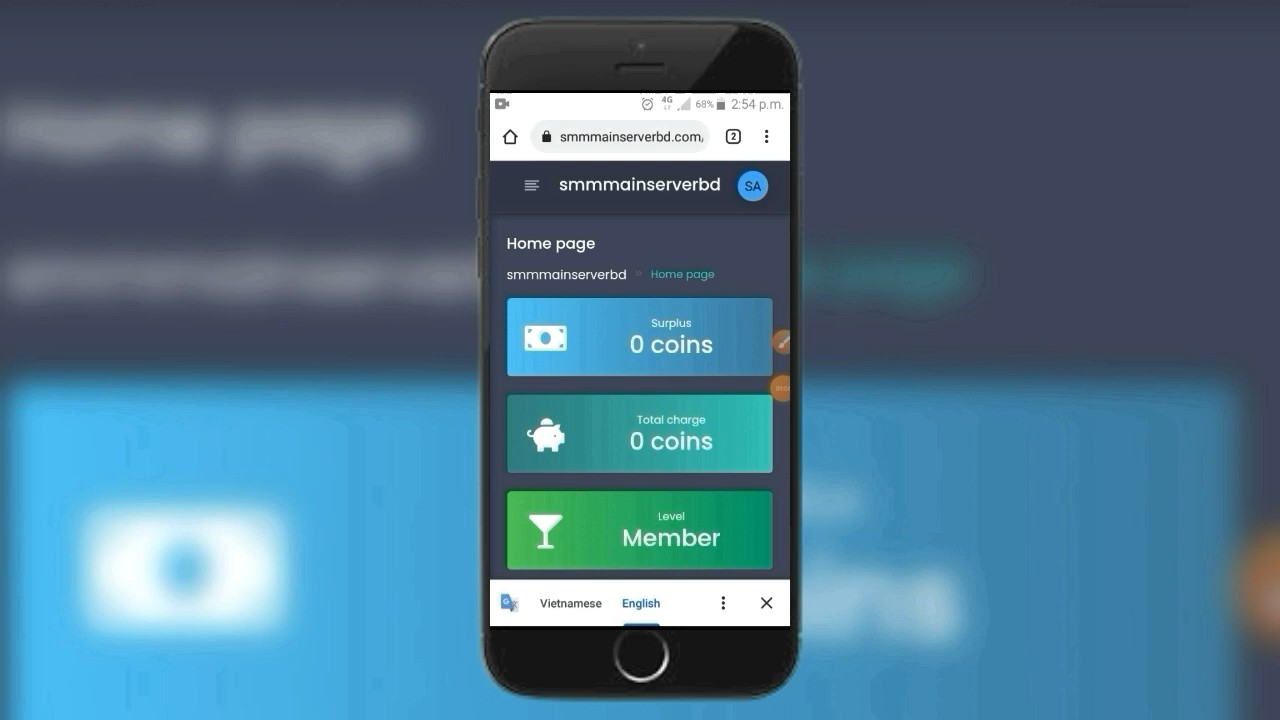 4G 68% 2:54 p.m.
smmmainserverbd.com/
2
smmmainserverbd SA
Home page
smmmainserverbd » Home page
Surplus
0 coins
Total charge
0 coins
Level
Member
Vietnamese English